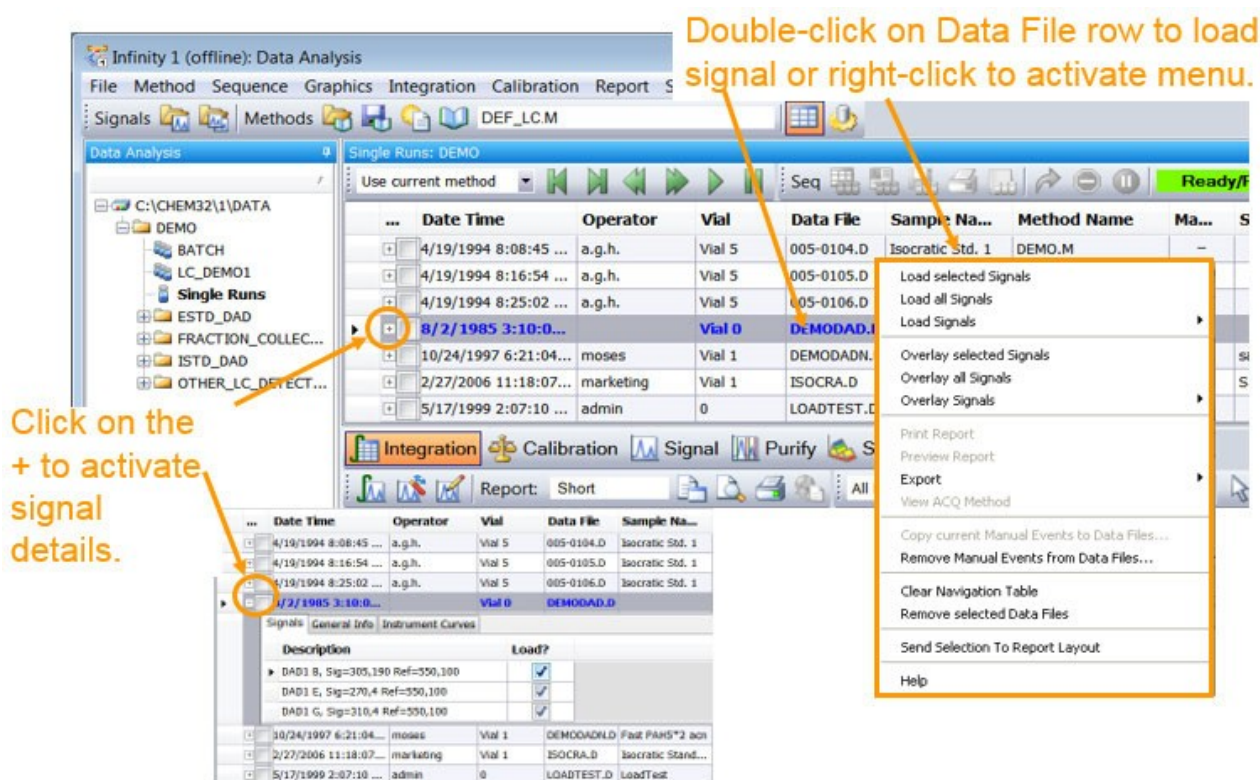 Double-click on Data File row to load
signal or right-click to activate menu.
Infinity 1 (offline): Data Analysis
File Method Sequence Graphics Integration Calibration Report S
Signals Methods DEF_LC.M
Data Analysis
C:\CHEM32\1\DATA
DEMO
BATCH
LC_DEMO1
Single Runs
ESTD_DAD
FRACTION_COLLEC...
ISTD_DAD
OTHER_LC_DETECT...
Single Runs: DEMO
Use current method Seq Ready/
... Date Time Operator Vial Data File Sample Na... Method Name Ma... S
4/19/1994 8:08:45 ... a.g.h. Vial 5 005-0104.D Isocratic Std. 1 DEMO.M –
4/19/1994 8:16:54 ... a.g.h. Vial 5 005-0105.D
4/19/1994 8:25:02 ... a.g.h. Vial 5 005-0106.D
8/2/1985 3:10:0... Vial 0 DEMODAD.
10/24/1997 6:21:04... moses Vial 1 DEMODADN.
2/27/2006 11:18:07... marketing Vial 1 ISOCRA.D S
5/17/1999 2:07:10 ... admin 0 LOADTEST.
Load selected Signals
Load all Signals
Load Signals
Overlay selected Signals
Overlay all Signals
Overlay Signals
Print Report
Preview Report
Export
View ACQ Method
Copy current Manual Events to Data Files...
Remove Manual Events from Data Files...
Clear Navigation Table
Remove selected Data Files
Send Selection To Report Layout
Help
Integration Calibration Signal Purify S
Report: Short All
Click on the
+ to activate
signal
details.
... Date Time Operator Vial Data File Sample Na...
4/19/1994 8:08:45 ... a.g.h. Vial 5 005-0104.D Isocratic Std. 1
4/19/1994 8:16:54 ... a.g.h. Vial 5 005-0105.D Isocratic Std. 1
4/19/1994 8:25:02 ... a.g.h. Vial 5 005-0106.D Isocratic Std. 1
8/2/1985 3:10:0... Vial 0 DEMODAD.D
Signals General Info Instrument Curves
Description Load?
DAD1 B, Sig=305,190 Ref=550,100
DAD1 E, Sig=270,4 Ref=550,100
DAD1 G, Sig=310,4 Ref=550,100
10/24/1997 6:21:04... moses Vial 1 DEMODADN.D Fast PAHS*2 acn
2/27/2006 11:18:07... marketing Vial 1 ISOCRA.D Isocratic Stand...
5/17/1999 2:07:10 ... admin 0 LOADTEST.D LoadTest